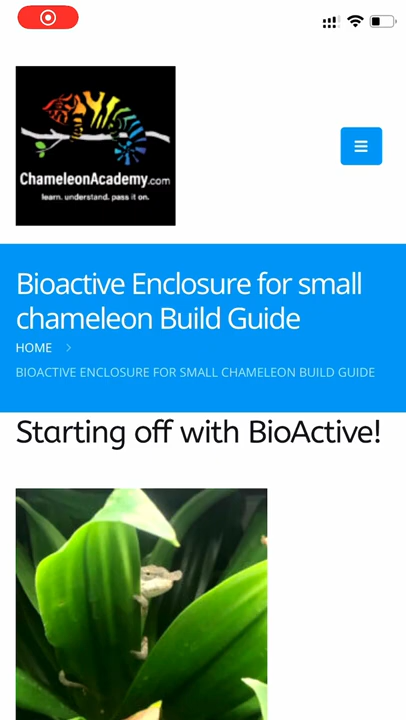 ChameleonAcademy.com
learn. understand. pass it on.
Bioactive Enclosure for small
chameleon Build Guide
HOME >
BIOACTIVE ENCLOSURE FOR SMALL CHAMELEON BUILD GUIDE
Starting off with BioActive!